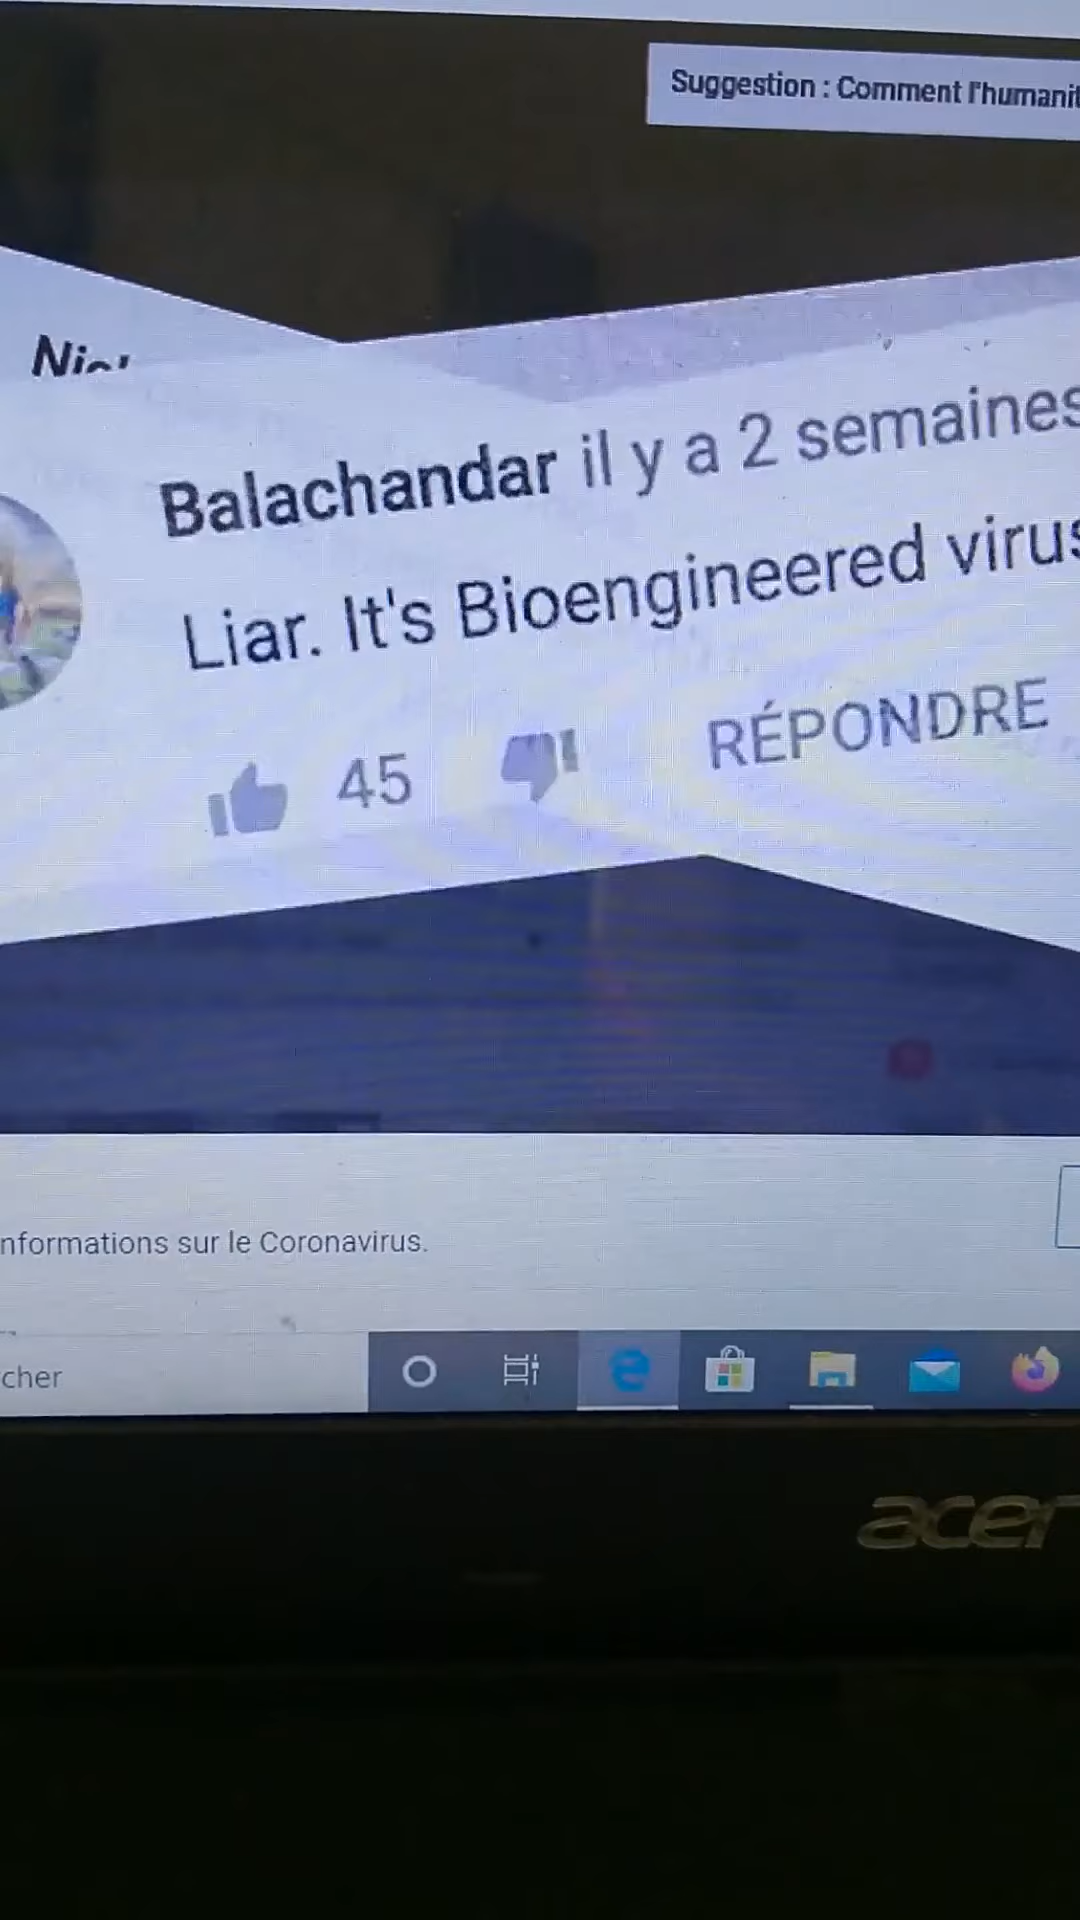 Suggestion : Comment l'humanit
Balachandar il y a 2 semaines
Liar. It's Bioengineered virus
45 RÉPONDRE
nformations sur le Coronavirus.
cher
acer